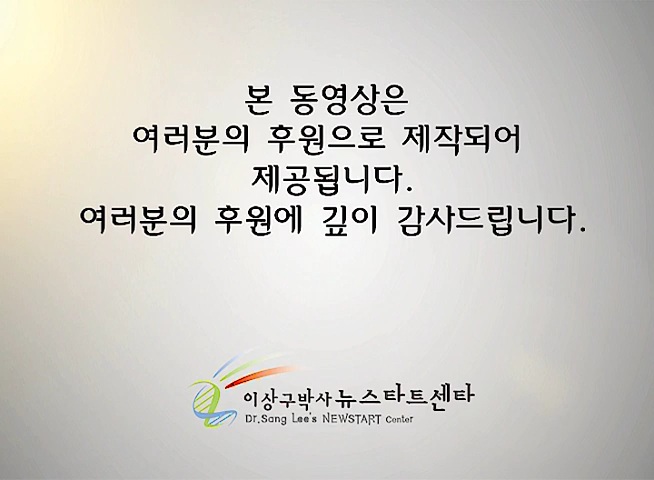 본 동영상은
여러분의 후원으로 제작되어
제공됩니다.
여러분의 후원에 깊이 감사드립니다.
이상구박사 뉴스타트센타
Dr.Sang Lee's NEWSTART Center